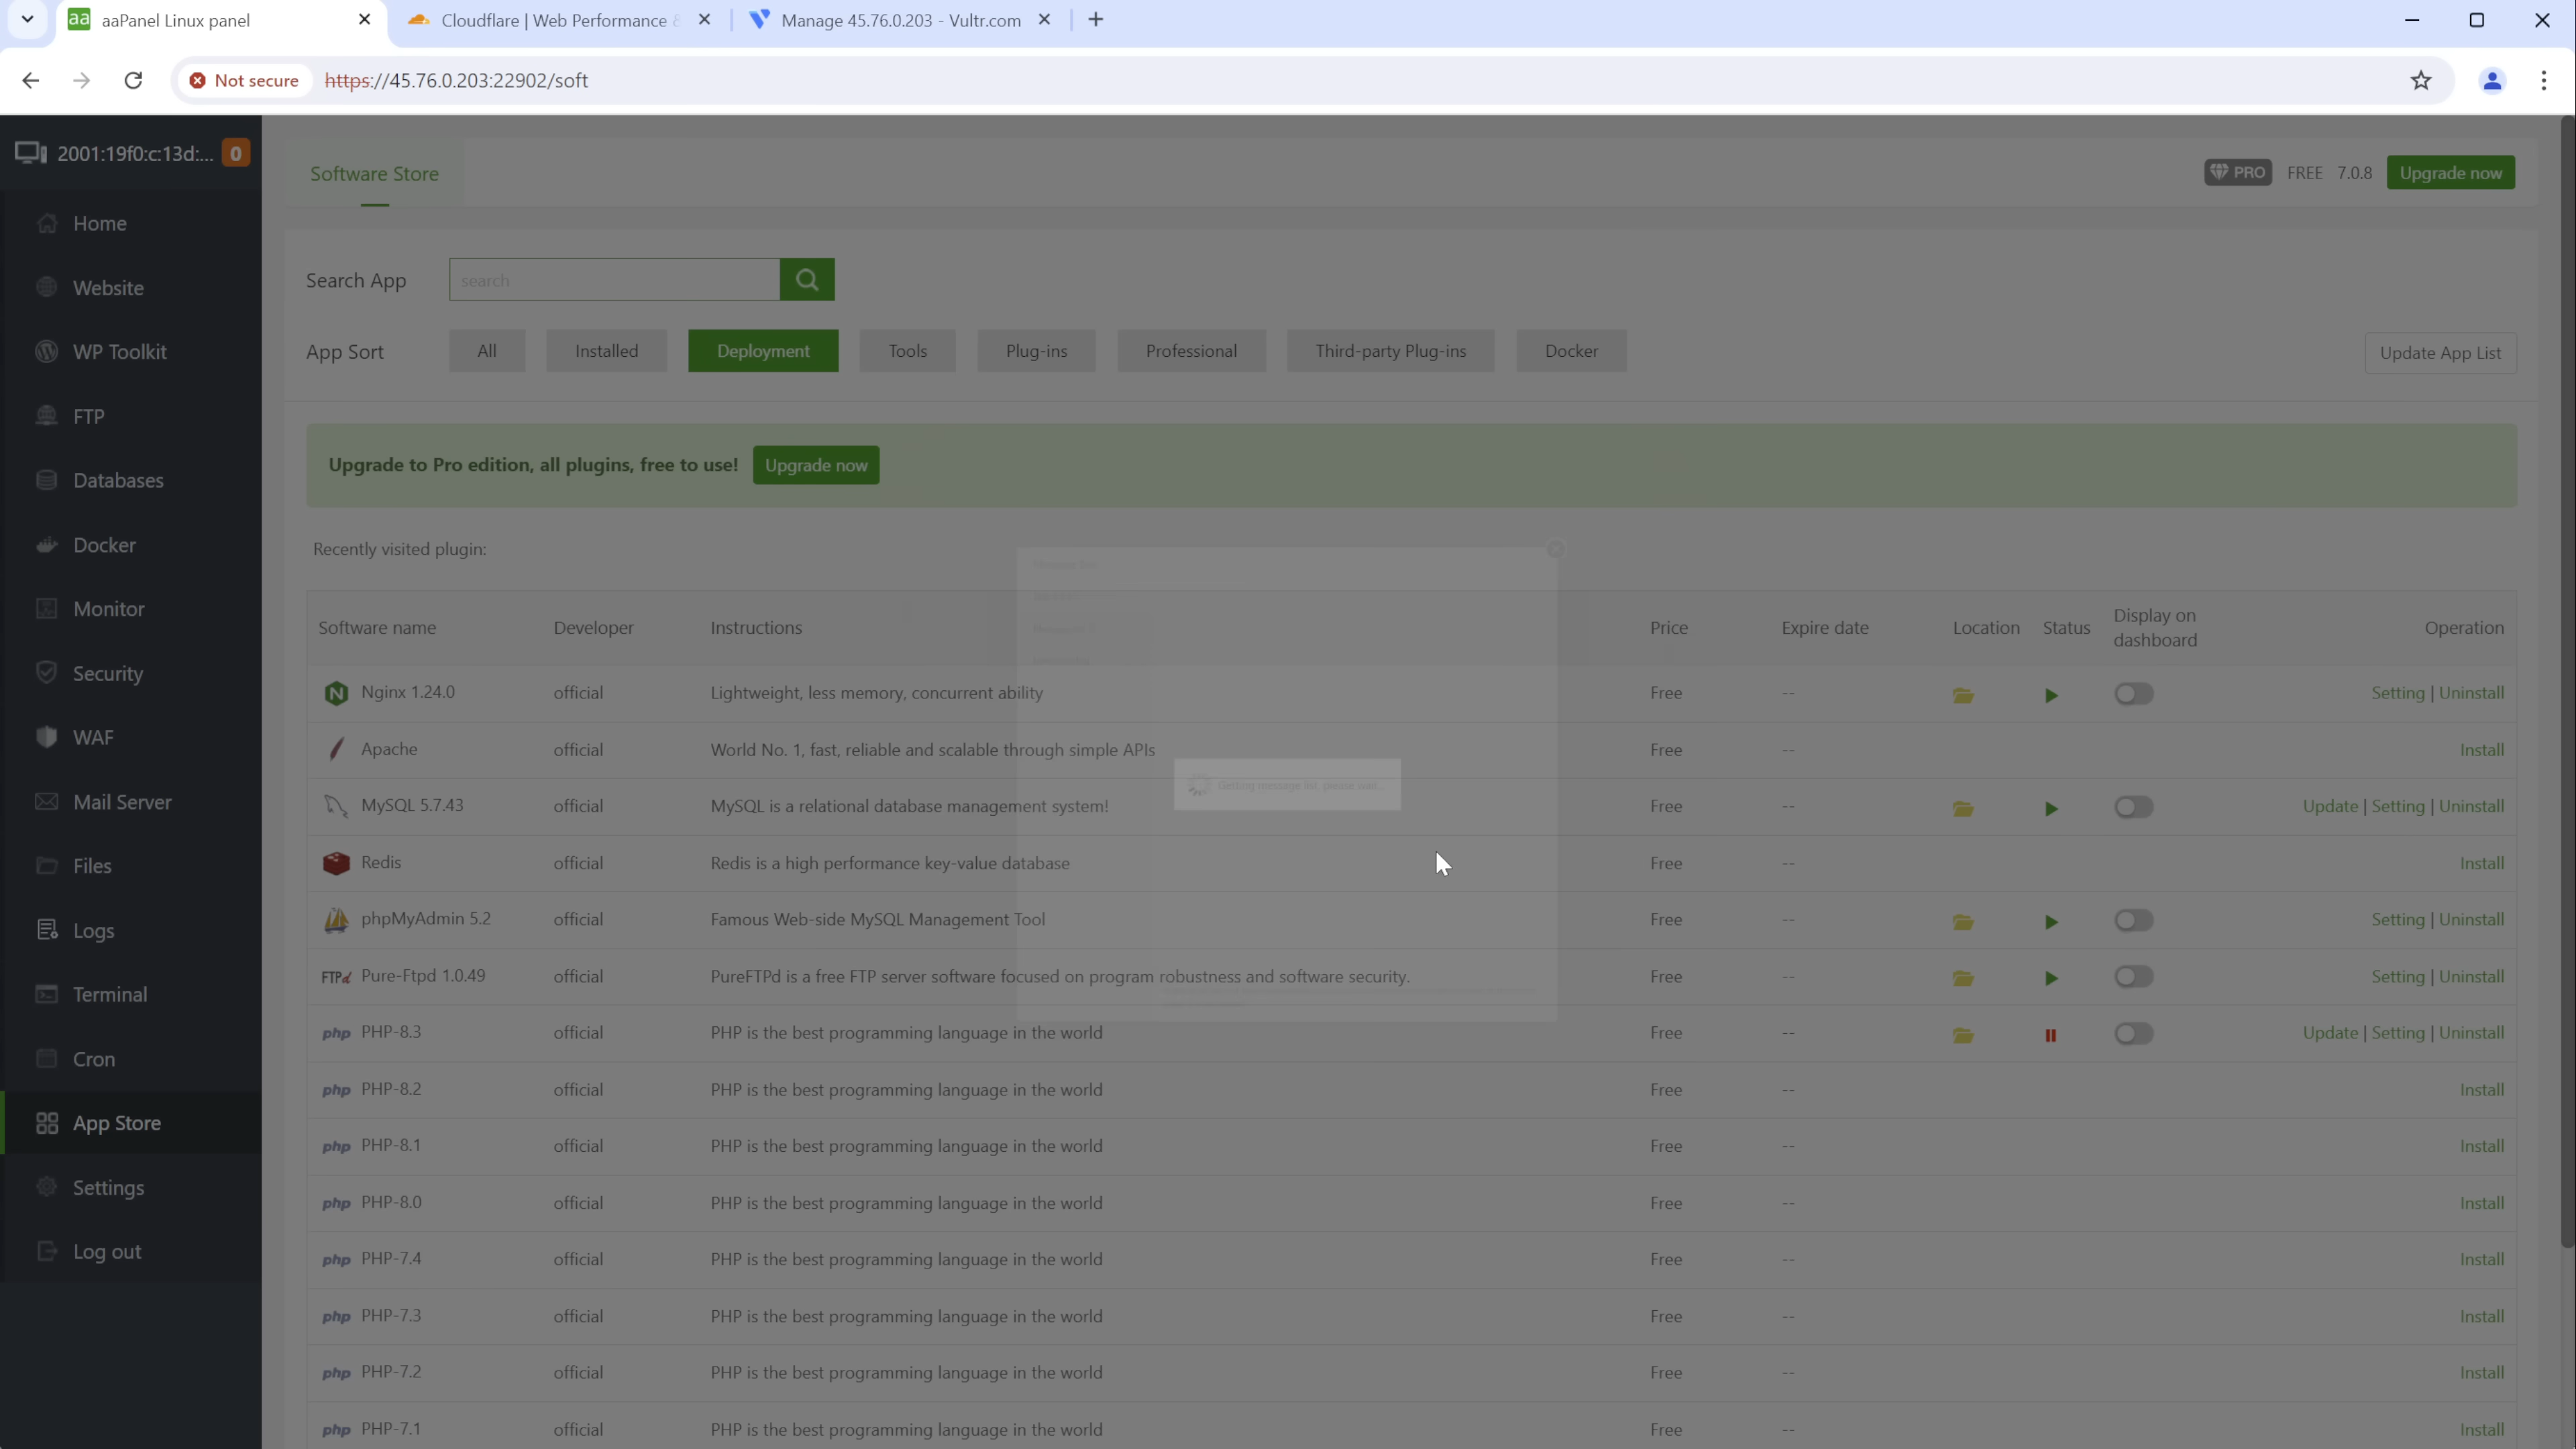 aa aaPanel Linux panel
Cloudflare | Web Performance &
Manage 45.76.0.203 - Vultr.com
Not secure https://45.76.0.203:22902/soft
2001:19f0:c:13d:... 0
Software Store
PRO FREE 7.0.8 Upgrade now
Home
Search App search
Website
App Sort All Installed Deployment Tools Plug-ins Professional Third-party Plug-ins Docker Update App List
WP Toolkit
FTP
Upgrade to Pro edition, all plugins, free to use! Upgrade now
Databases
Docker
Recently visited plugin:
Monitor
Software name Developer Instructions Price Expire date Location Status Display on dashboard Operation
Security
Nginx 1.24.0 official Lightweight, less memory, concurrent ability Free -- Setting | Uninstall
WAF
Apache official World No. 1, fast, reliable and scalable through simple APIs Free -- Install
Getting message list, please wait...
Mail Server
MySQL 5.7.43 official MySQL is a relational database management system! Free -- Update | Setting | Uninstall
Files
Redis official Redis is a high performance key-value database Free -- Install
Logs
phpMyAdmin 5.2 official Famous Web-side MySQL Management Tool Free -- Setting | Uninstall
Terminal
FTPd Pure-Ftpd 1.0.49 official PureFTPd is a free FTP server software focused on program robustness and software security. Free -- Setting | Uninstall
Cron
php PHP-8.3 official PHP is the best programming language in the world Free -- Update | Setting | Uninstall
php PHP-8.2 official PHP is the best programming language in the world Free -- Install
App Store
php PHP-8.1 official PHP is the best programming language in the world Free -- Install
Settings
php PHP-8.0 official PHP is the best programming language in the world Free -- Install
Log out
php PHP-7.4 official PHP is the best programming language in the world Free -- Install
php PHP-7.3 official PHP is the best programming language in the world Free -- Install
php PHP-7.2 official PHP is the best programming language in the world Free -- Install
php PHP-7.1 official PHP is the best programming language in the world Free -- Install